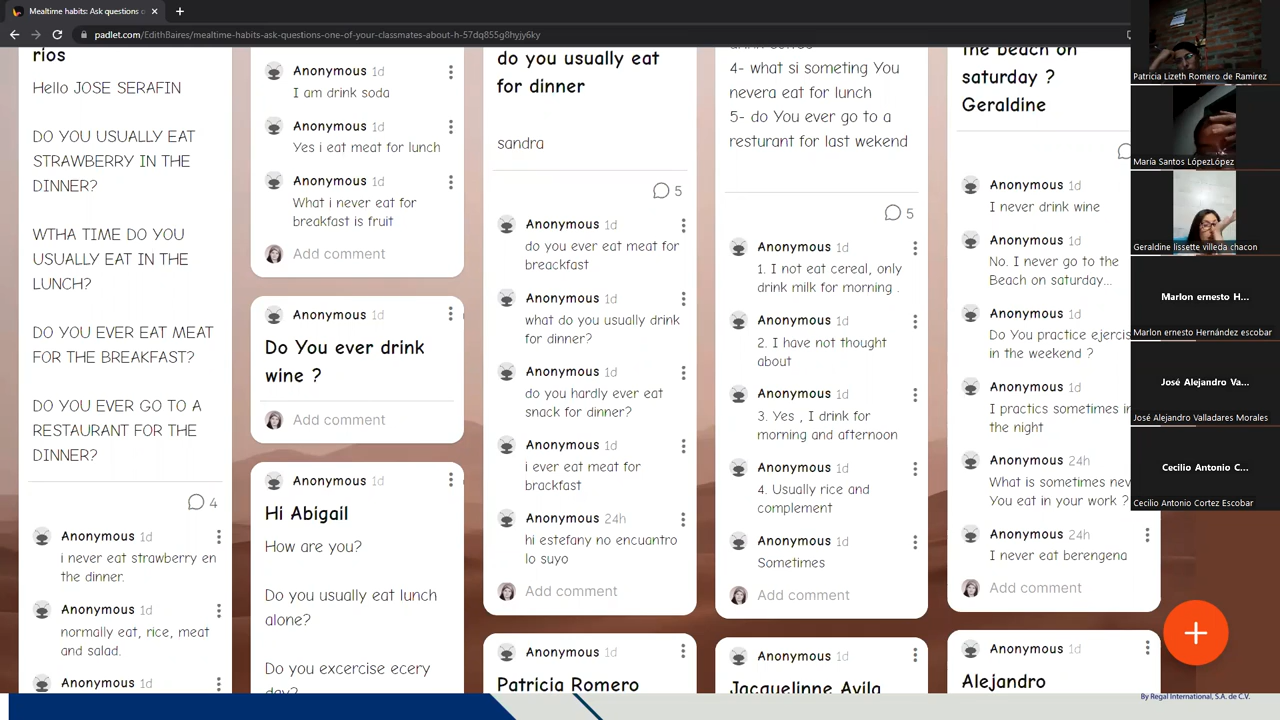 Mealtime habits: Ask questions o
padlet.com/EdithBaires/mealtime-habits-ask-questions-one-of-your-classmates-about-h-57dq855g8hyjy6ky
ríos
Hello JOSE SERAFIN
DO YOU USUALLY EAT
STRAWBERRY IN THE
DINNER?
WTHA TIME DO YOU
USUALLY EAT IN THE
LUNCH?
DO YOU EVER EAT MEAT
FOR THE BREAKFAST?
DO YOU EVER GO TO A
RESTAURANT FOR THE
DINNER?
4
Anonymous 1d
i never eat strawberry en
the dinner.
Anonymous 1d
normally eat, rice, meat
and salad.
Anonymous 1d
Anonymous 1d
I am drink soda
Anonymous 1d
Yes i eat meat for lunch
Anonymous 1d
What i never eat for
breakfast is fruit
Add comment
Anonymous 1d
Do You ever drink
wine ?
Add comment
Anonymous 1d
Hi Abigail
How are you?
Do you usually eat lunch
alone?
Do you excercise ecery
day?
do you usually eat
for dinner
sandra
5
Anonymous 1d
do you ever eat meat for
breackfast
Anonymous 1d
what do you usually drink
for dinner?
Anonymous 1d
do you hardly ever eat
snack for dinner?
Anonymous 1d
i ever eat meat for
brackfast
Anonymous 24h
hi estefany no encuantro
lo suyo
Add comment
Anonymous 1d
Patricia Romero
4- what si someting You
nevera eat for lunch
5- do You ever go to a
resturant for last wekend
5
Anonymous 1d
1. I not eat cereal, only
drink milk for morning .
Anonymous 1d
2. I have not thought
about
Anonymous 1d
3. Yes , I drink for
morning and afternoon
Anonymous 1d
4. Usually rice and
complement
Anonymous 1d
Sometimes
Add comment
Anonymous 1d
Jacquelinne Avila
the beach on
saturday ?
Geraldine
Anonymous 1d
I never drink wine
Anonymous 1d
No. I never go to the
Beach on saturday...
Anonymous 1d
Do You practice ejercis
in the weekend ?
Anonymous 1d
I practics sometimes in
the night
Anonymous 24h
What is sometimes nev
You eat in your work ?
Anonymous 24h
I never eat berengena
Add comment
Anonymous 1d
Alejandro
Patricia Lizeth Romero de Ramirez
María Santos LópezLópez
Geraldine lissette villeda chacon
Marlon ernesto H...
Marlon ernesto Hernández escobar
José Alejandro Va...
José Alejandro Valladares Morales
Cecilio Antonio C...
Cecilio Antonio Cortez Escobar
By Regal International, S.A. de C.V.